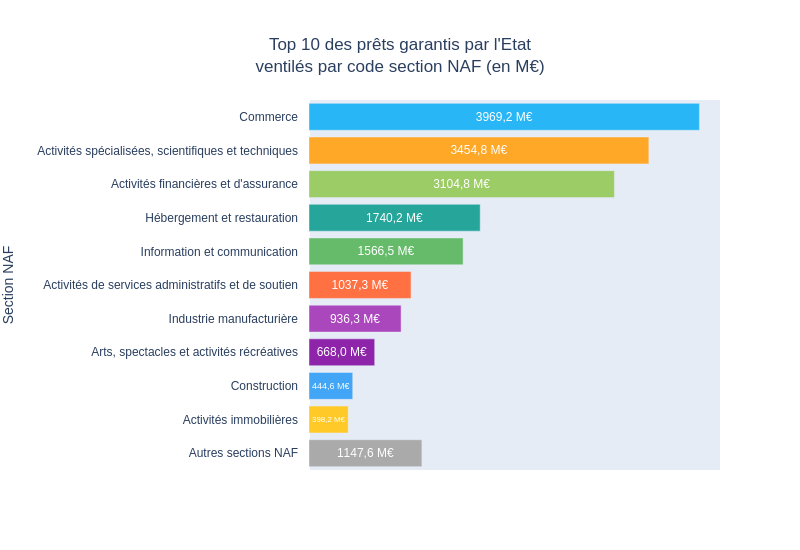 Top 10 des prêts garantis par l'Etat
ventilés par code section NAF (en M€)
Section NAF
Commerce 3969,2 M€
Activités spécialisées, scientifiques et techniques 3454,8 M€
Activités financières et d'assurance 3104,8 M€
Hébergement et restauration 1740,2 M€
Information et communication 1566,5 M€
Activités de services administratifs et de soutien 1037,3 M€
Industrie manufacturière 936,3 M€
Arts, spectacles et activités récréatives 668,0 M€
Construction 444,6 M€
Activités immobilières 398,2 M€
Autres sections NAF 1147,6 M€